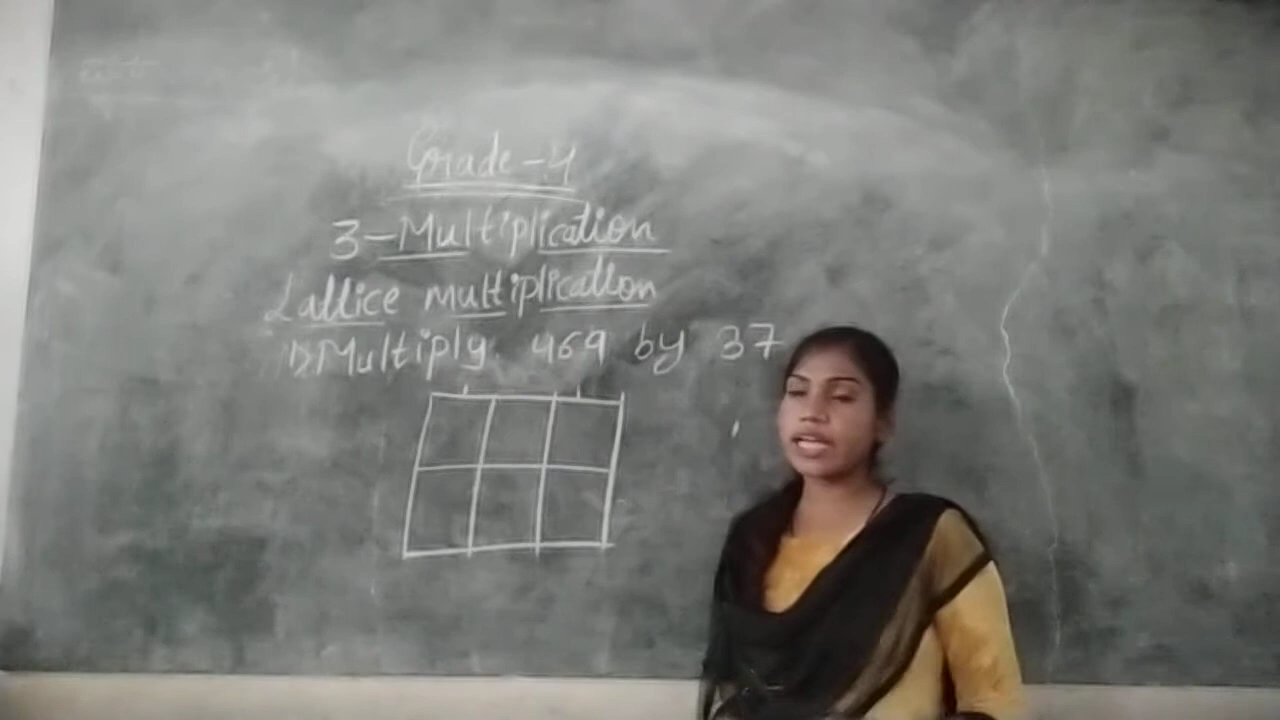 Grade - 4
3 - Multiplication
Lattice multiplication
1) Multiply 469 by 37